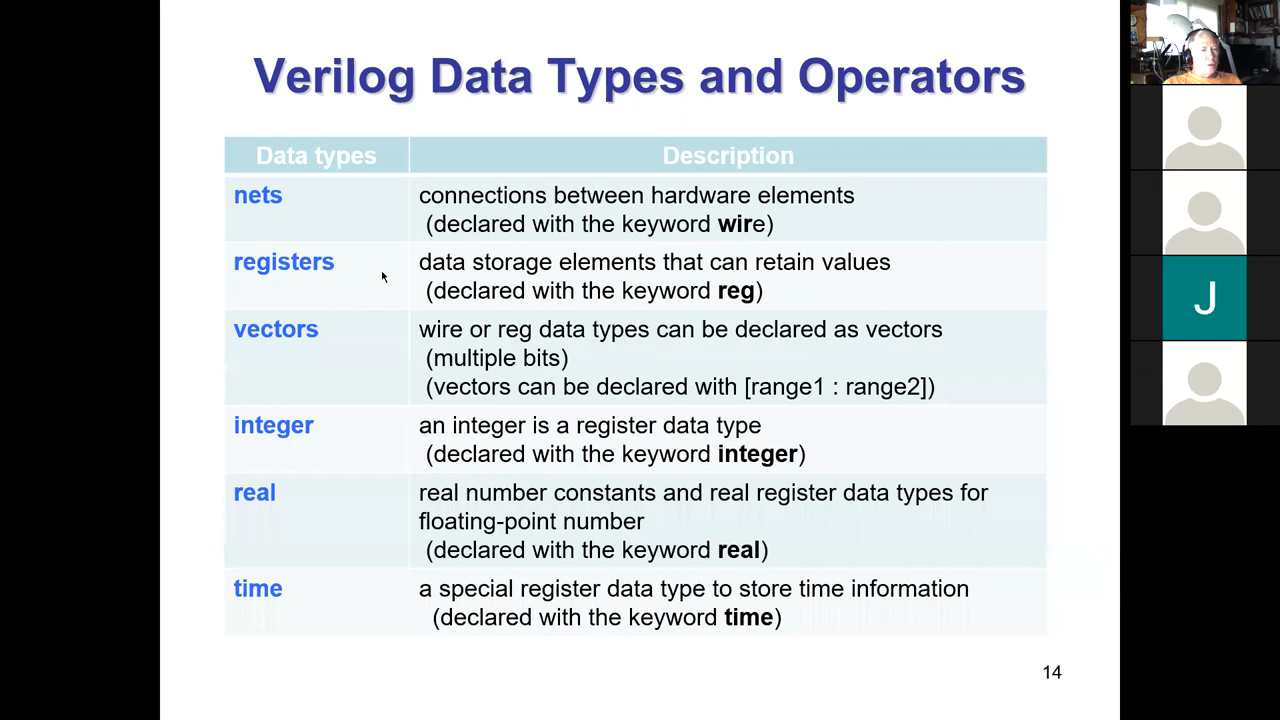 Verilog Data Types and Operators
Data types Description
nets connections between hardware elements
(declared with the keyword wire)
registers data storage elements that can retain values
(declared with the keyword reg)
vectors wire or reg data types can be declared as vectors
(multiple bits)
(vectors can be declared with [range1 : range2])
integer an integer is a register data type
(declared with the keyword integer)
real real number constants and real register data types for
floating-point number
(declared with the keyword real)
time a special register data type to store time information
(declared with the keyword time)
14
J